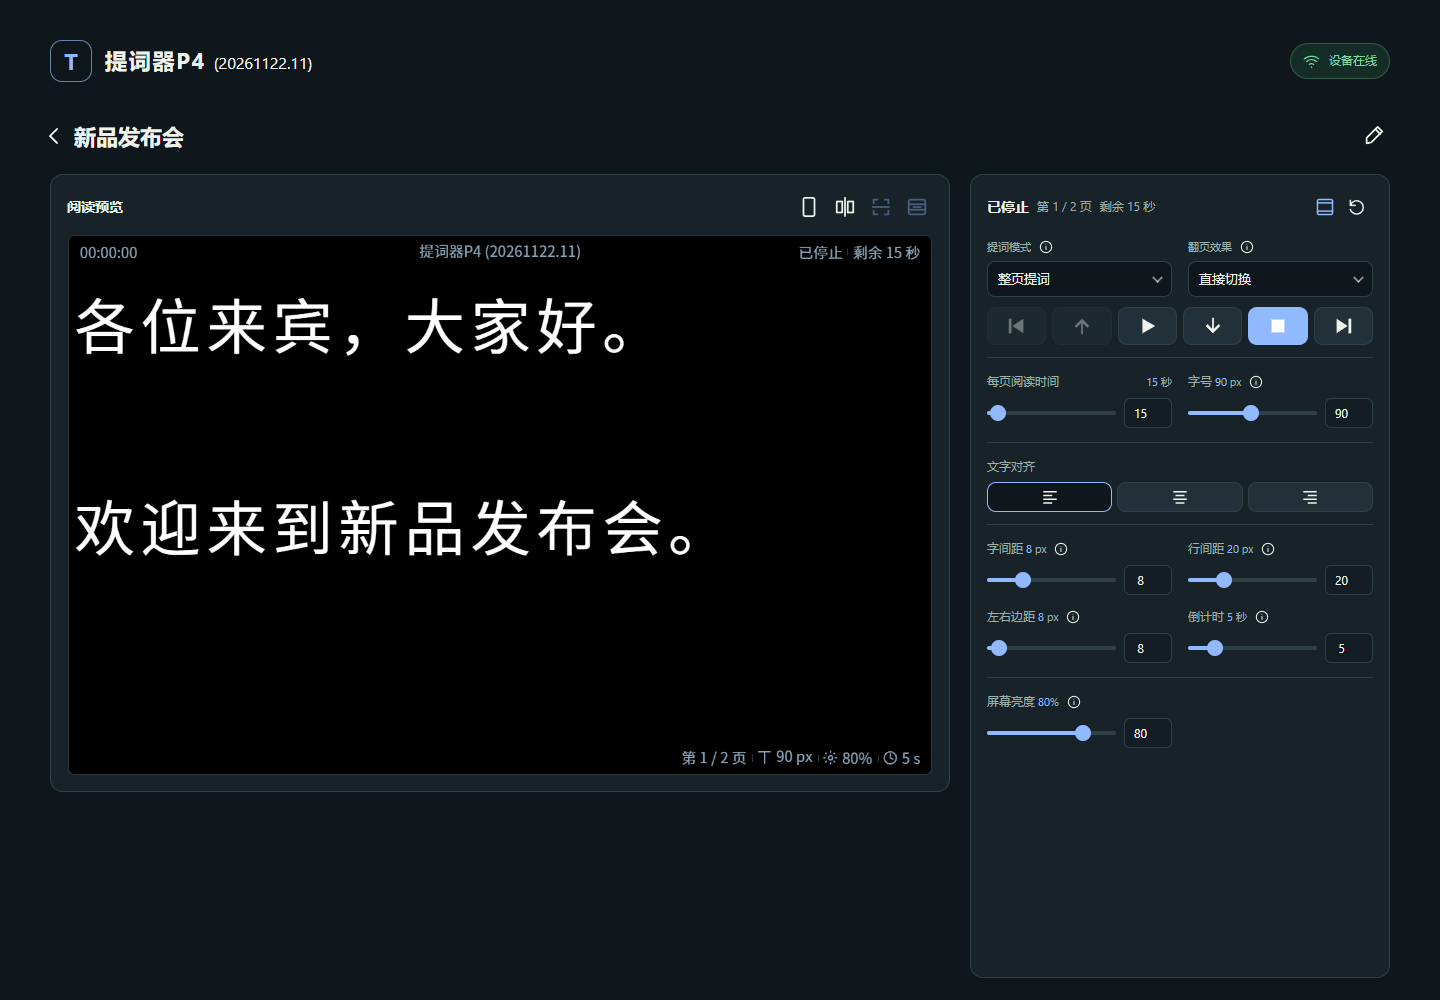 T 提词器P4 (20261122.11) 设备在线
新品发布会
阅读预览
00:00:00 提词器P4 (20261122.11) 已停止 剩余 15 秒
各位来宾，大家好。
欢迎来到新品发布会。
第 1 / 2 页 90 px 80% 5 s
已停止 第 1 / 2 页 剩余 15 秒
提词模式 翻页效果
整页提词 直接切换
每页阅读时间 15 秒 字号 90 px
15 90
文字对齐
字间距 8 px 行间距 20 px
8 20
左右边距 8 px 倒计时 5 秒
8 5
屏幕亮度 80%
80